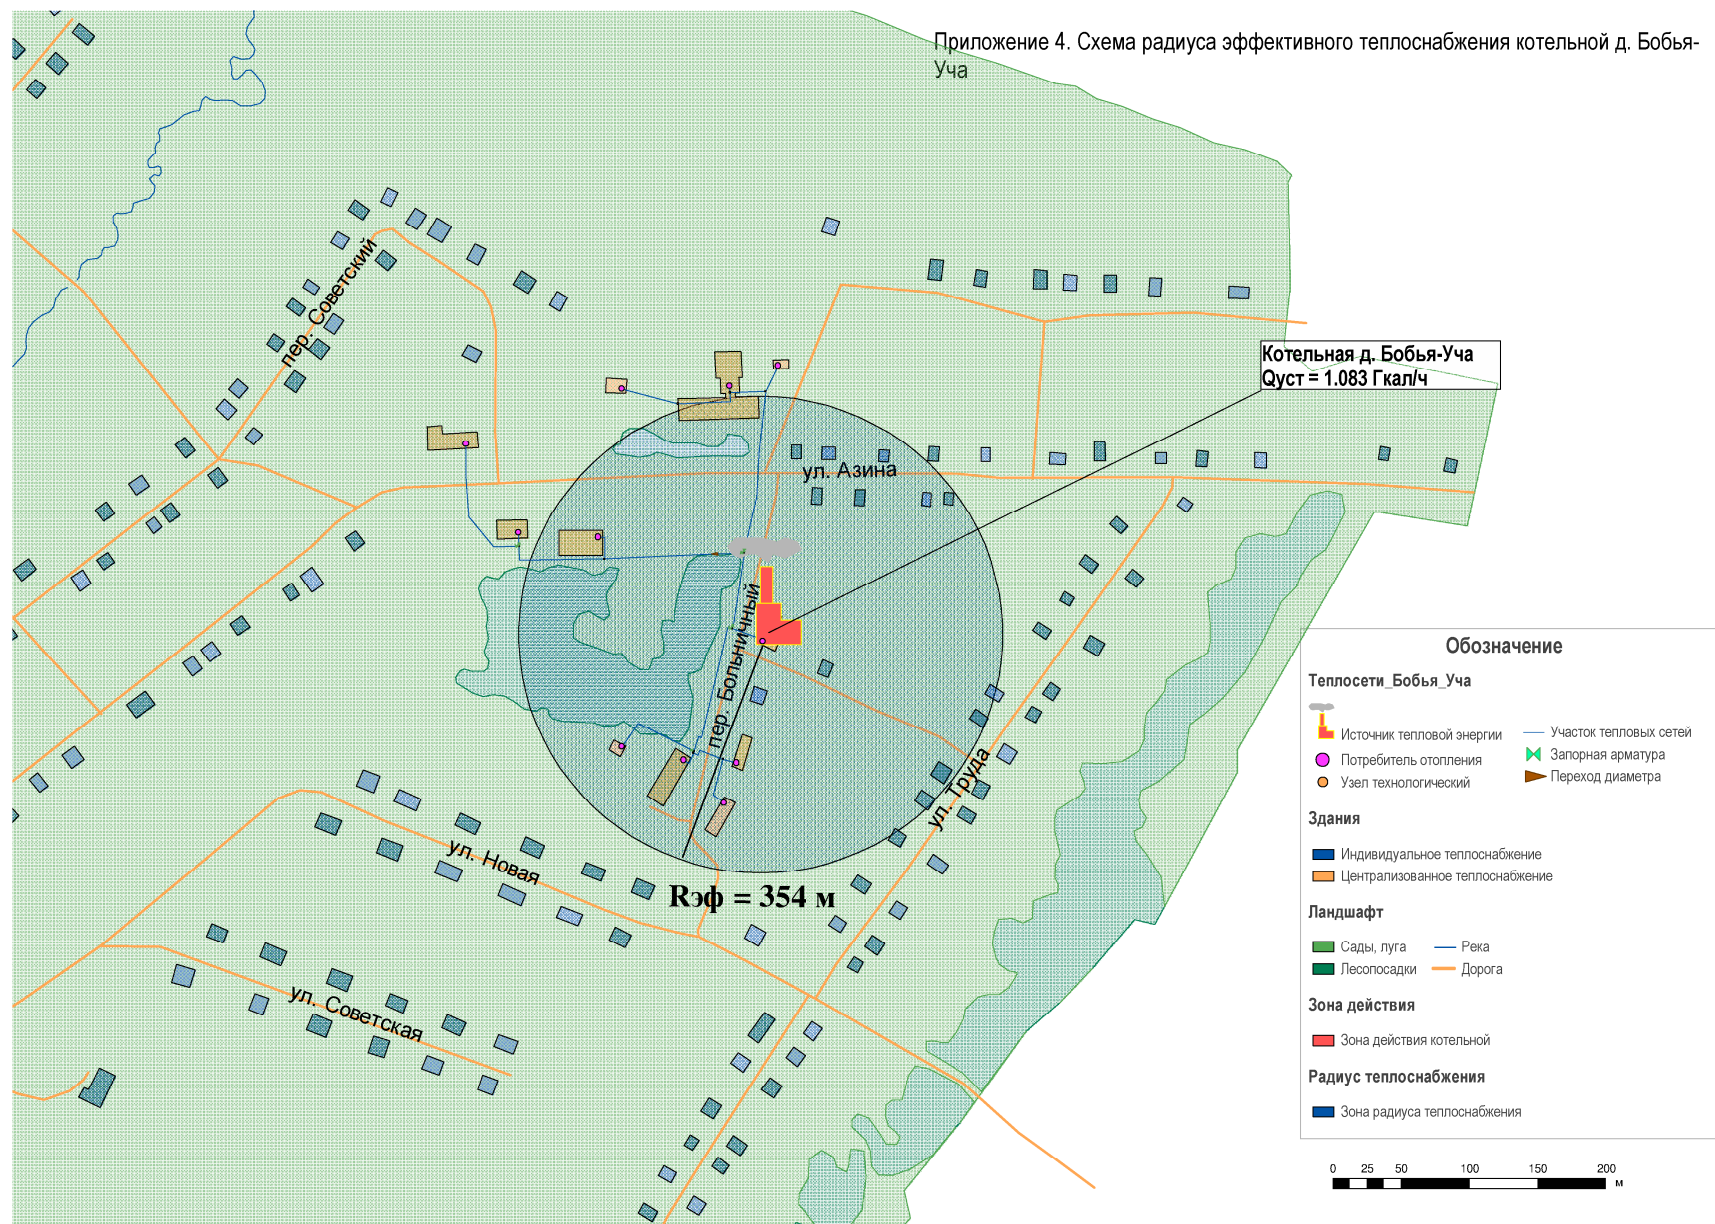 Приложение 4. Схема радиуса эффективного теплоснабжения котельной д. Бобья-
Уча
пер. Советский
Котельная д. Бобья-Уча
Qуст = 1.083 Гкал/ч
ул. Азина
пер. Больничный
ул. Труда
ул. Новая
Rэф = 354 м
ул. Советская
Обозначение
Теплосети_Бобья_Уча
Источник тепловой энергии
Потребитель отопления
Узел технологический
Участок тепловых сетей
Запорная арматура
Переход диаметра
Здания
Индивидуальное теплоснабжение
Централизованное теплоснабжение
Ландшафт
Сады, луга
Лесопосадки
Река
Дорога
Зона действия
Зона действия котельной
Радиус теплоснабжения
Зона радиуса теплоснабжения
0 25 50 100 150 200
м